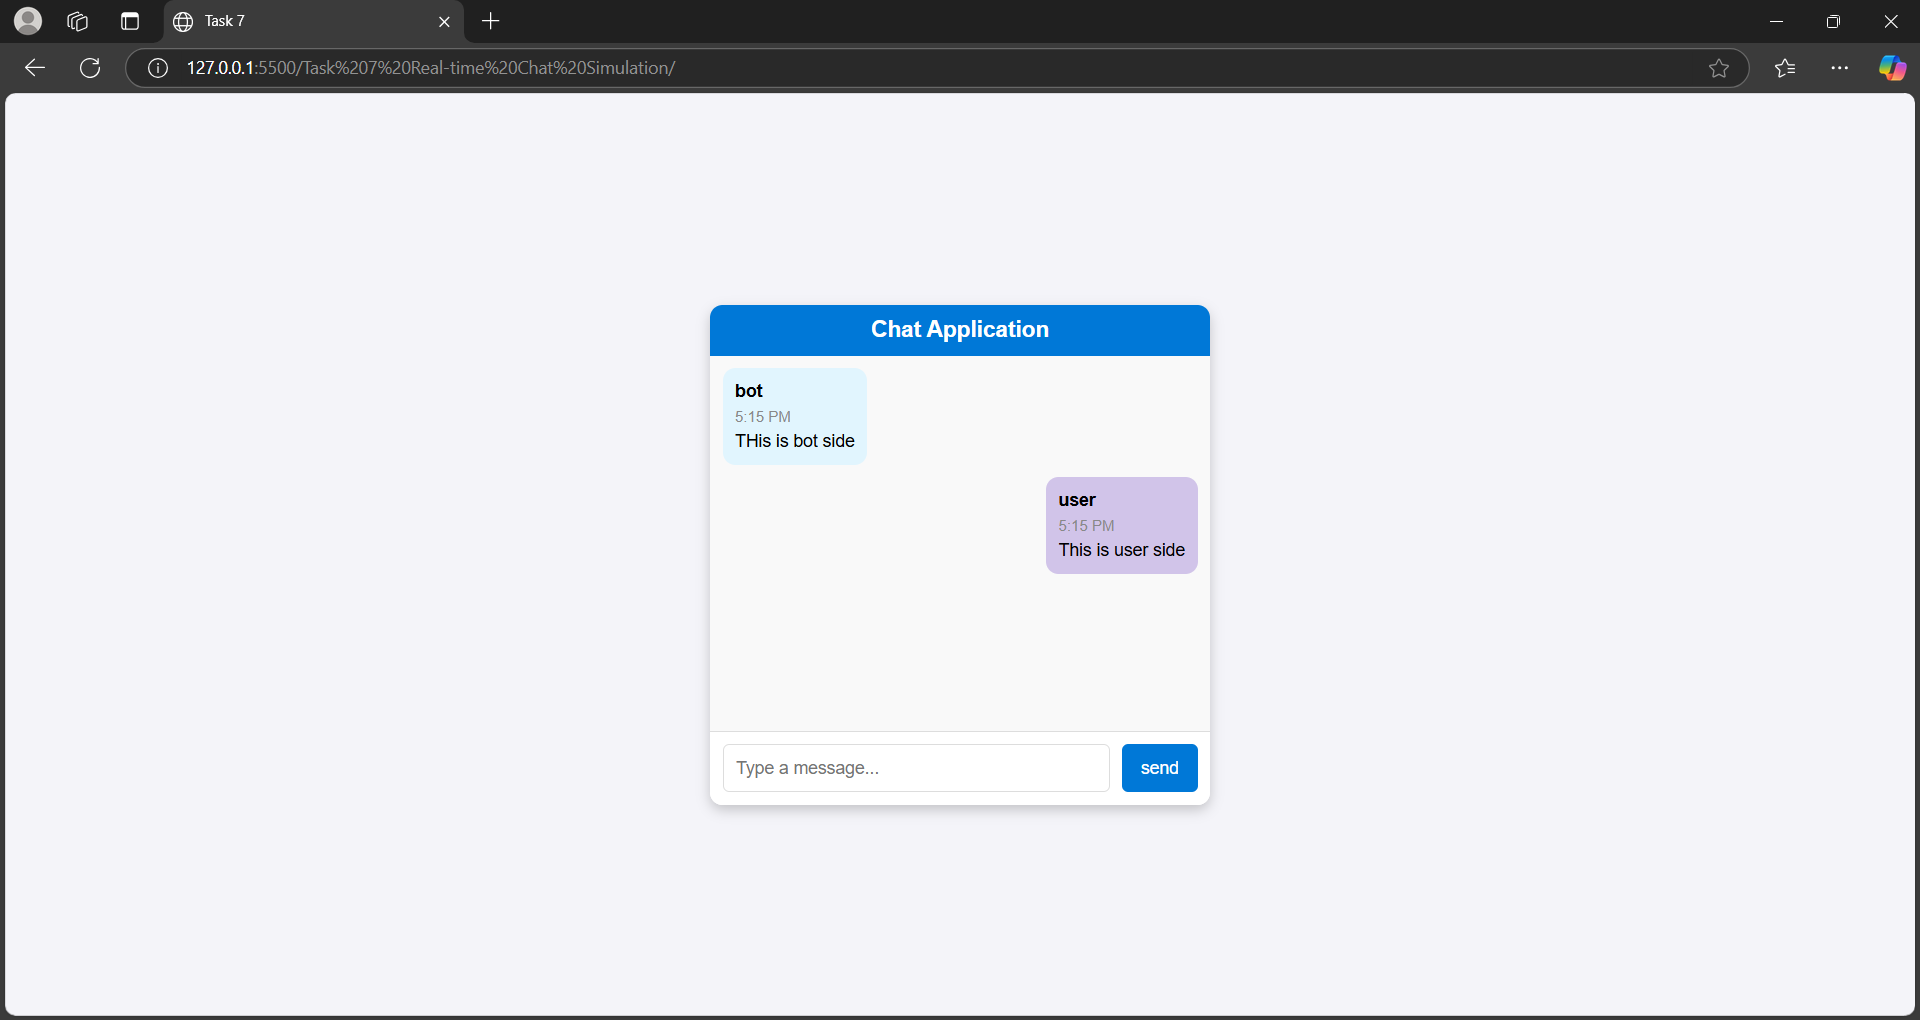 Task 7
127.0.0.1:5500/Task%207%20Real-time%20Chat%20Simulation/
Chat Application
bot
5:15 PM
THis is bot side
user
5:15 PM
This is user side
Type a message...
send